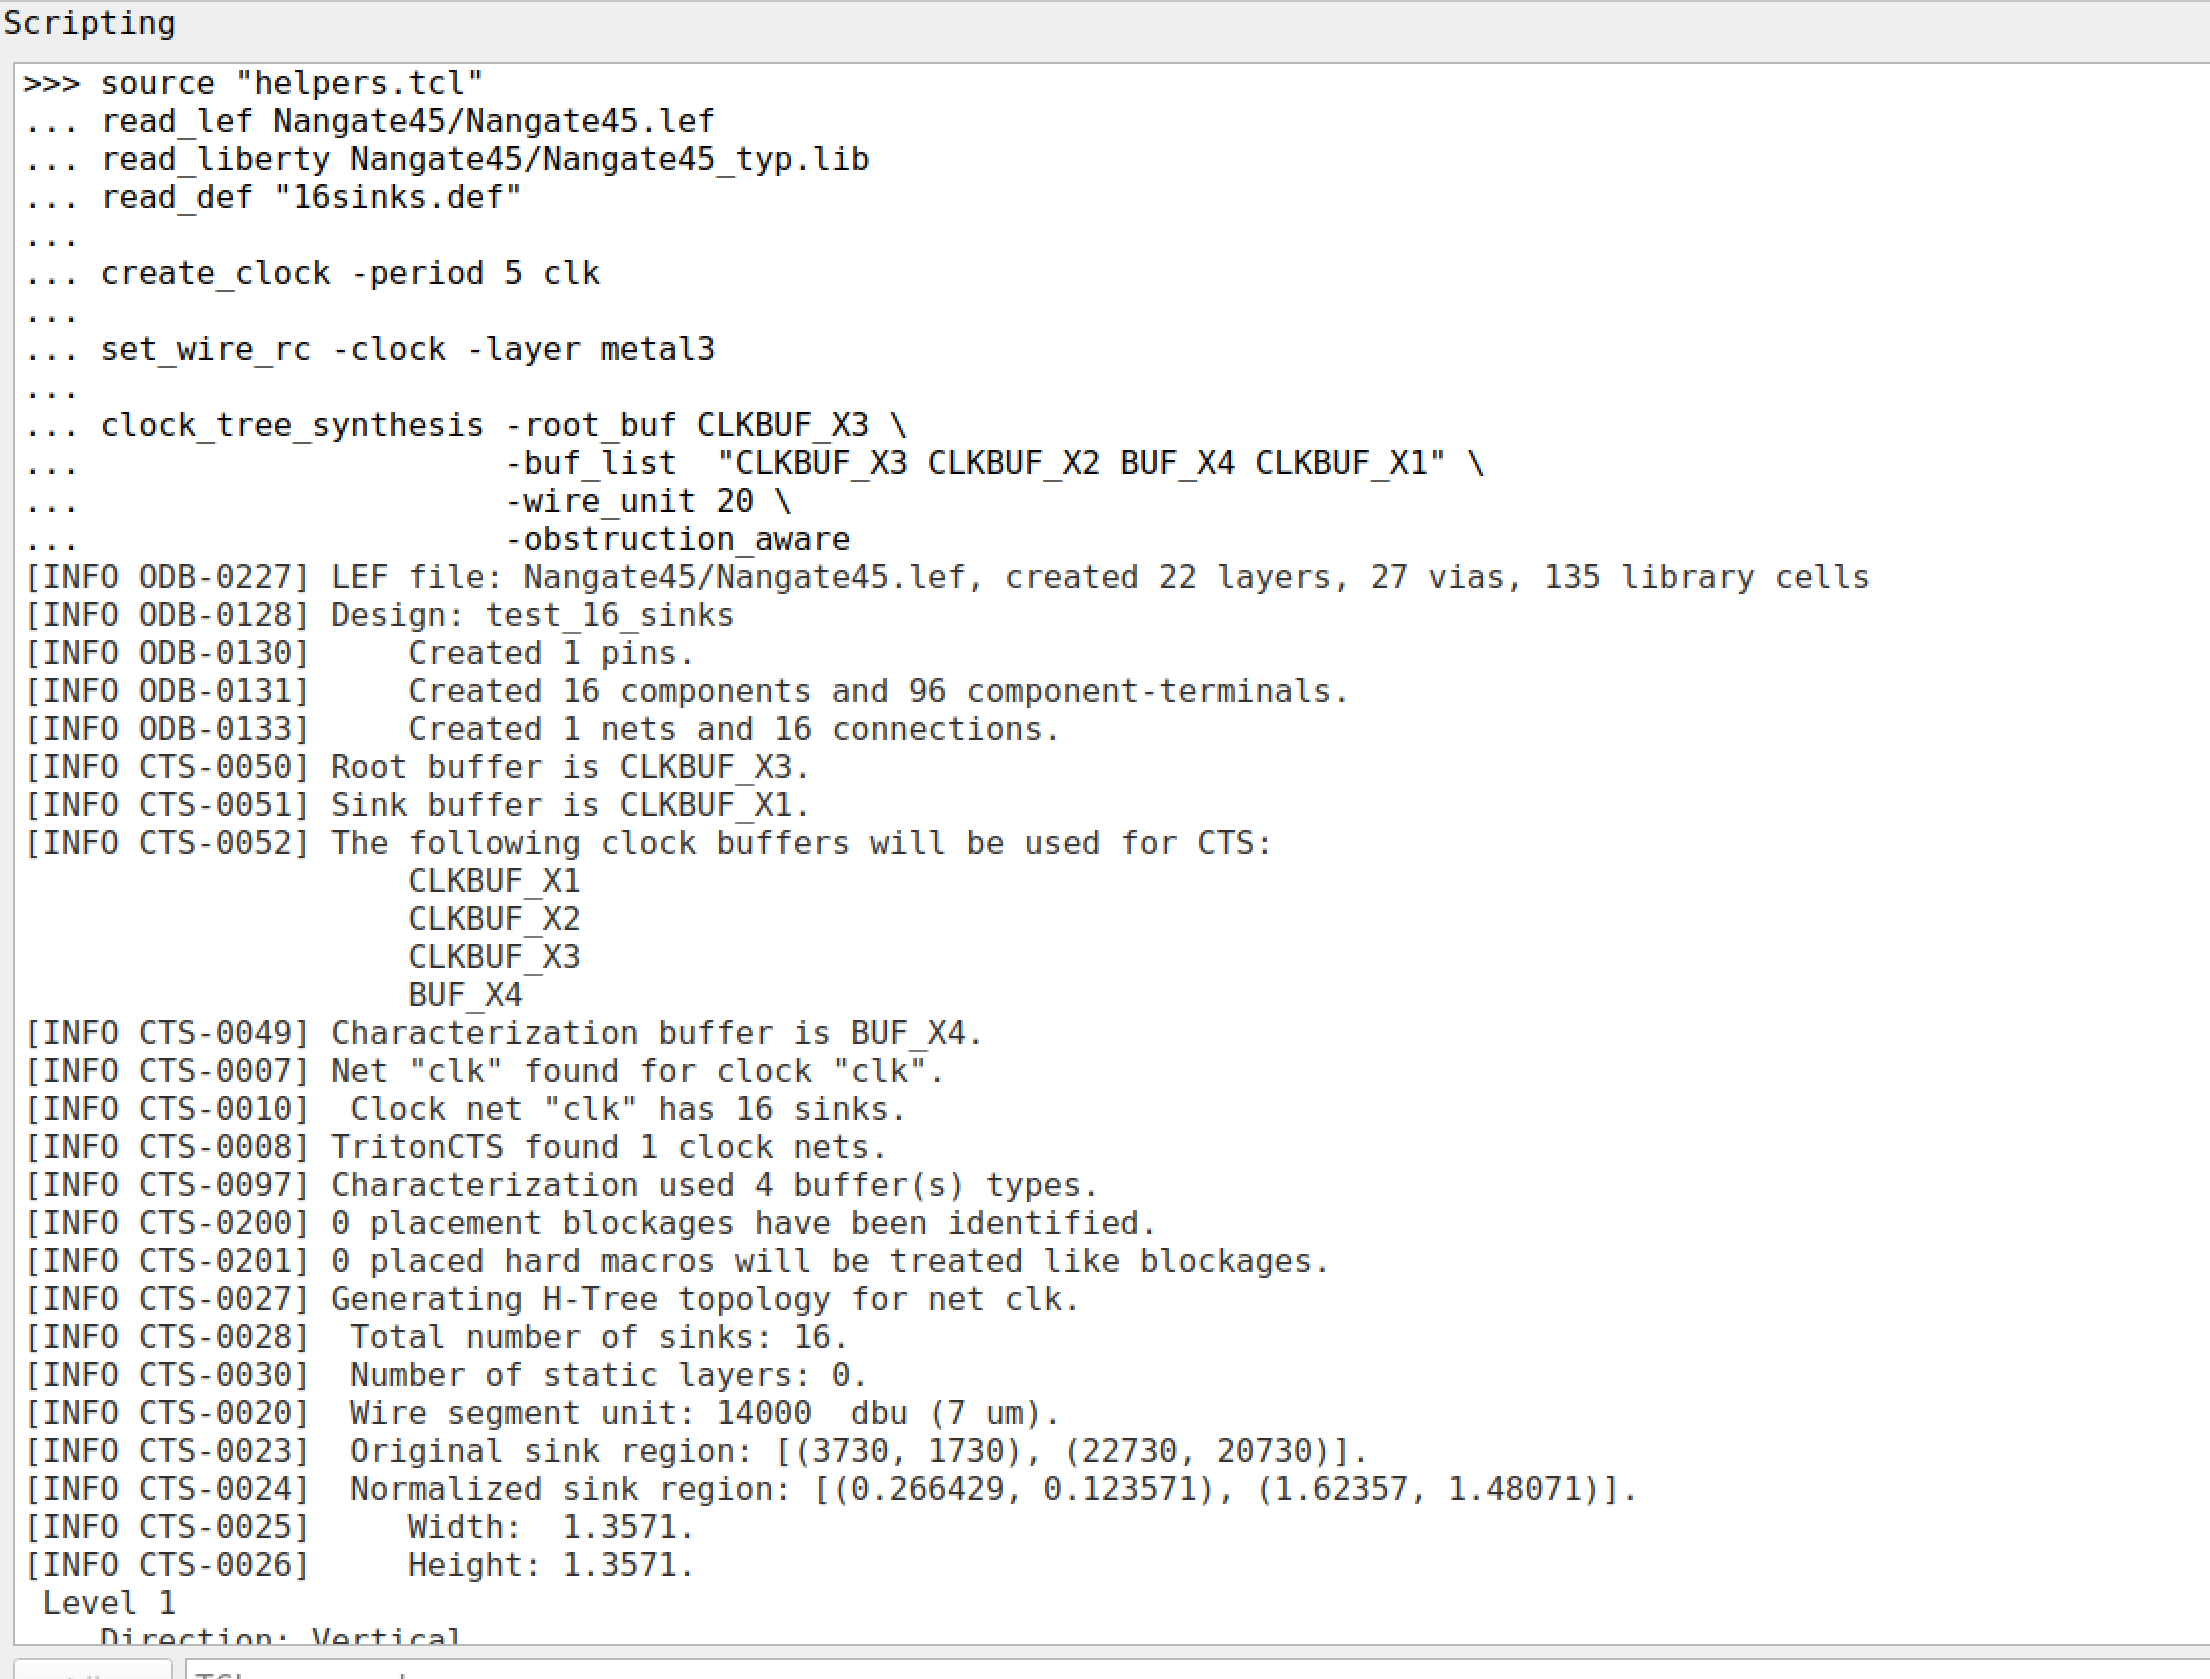 Scripting
>>> source "helpers.tcl"
... read_lef Nangate45/Nangate45.lef
... read_liberty Nangate45/Nangate45_typ.lib
... read_def "16sinks.def"
...
... create_clock -period 5 clk
...
... set_wire_rc -clock -layer metal3
...
... clock_tree_synthesis -root_buf CLKBUF_X3 \
...                      -buf_list  "CLKBUF_X3 CLKBUF_X2 BUF_X4 CLKBUF_X1" \
...                      -wire_unit 20 \
...                      -obstruction_aware
[INFO ODB-0227] LEF file: Nangate45/Nangate45.lef, created 22 layers, 27 vias, 135 library cells
[INFO ODB-0128] Design: test_16_sinks
[INFO ODB-0130]     Created 1 pins.
[INFO ODB-0131]     Created 16 components and 96 component-terminals.
[INFO ODB-0133]     Created 1 nets and 16 connections.
[INFO CTS-0050] Root buffer is CLKBUF_X3.
[INFO CTS-0051] Sink buffer is CLKBUF_X1.
[INFO CTS-0052] The following clock buffers will be used for CTS:
                    CLKBUF_X1
                    CLKBUF_X2
                    CLKBUF_X3
                    BUF_X4
[INFO CTS-0049] Characterization buffer is BUF_X4.
[INFO CTS-0007] Net "clk" found for clock "clk".
[INFO CTS-0010]  Clock net "clk" has 16 sinks.
[INFO CTS-0008] TritonCTS found 1 clock nets.
[INFO CTS-0097] Characterization used 4 buffer(s) types.
[INFO CTS-0200] 0 placement blockages have been identified.
[INFO CTS-0201] 0 placed hard macros will be treated like blockages.
[INFO CTS-0027] Generating H-Tree topology for net clk.
[INFO CTS-0028]  Total number of sinks: 16.
[INFO CTS-0030]  Number of static layers: 0.
[INFO CTS-0020]  Wire segment unit: 14000  dbu (7 um).
[INFO CTS-0023]  Original sink region: [(3730, 1730), (22730, 20730)].
[INFO CTS-0024]  Normalized sink region: [(0.266429, 0.123571), (1.62357, 1.48071)].
[INFO CTS-0025]     Width:  1.3571.
[INFO CTS-0026]     Height: 1.3571.
 Level 1
    Direction: Vertical